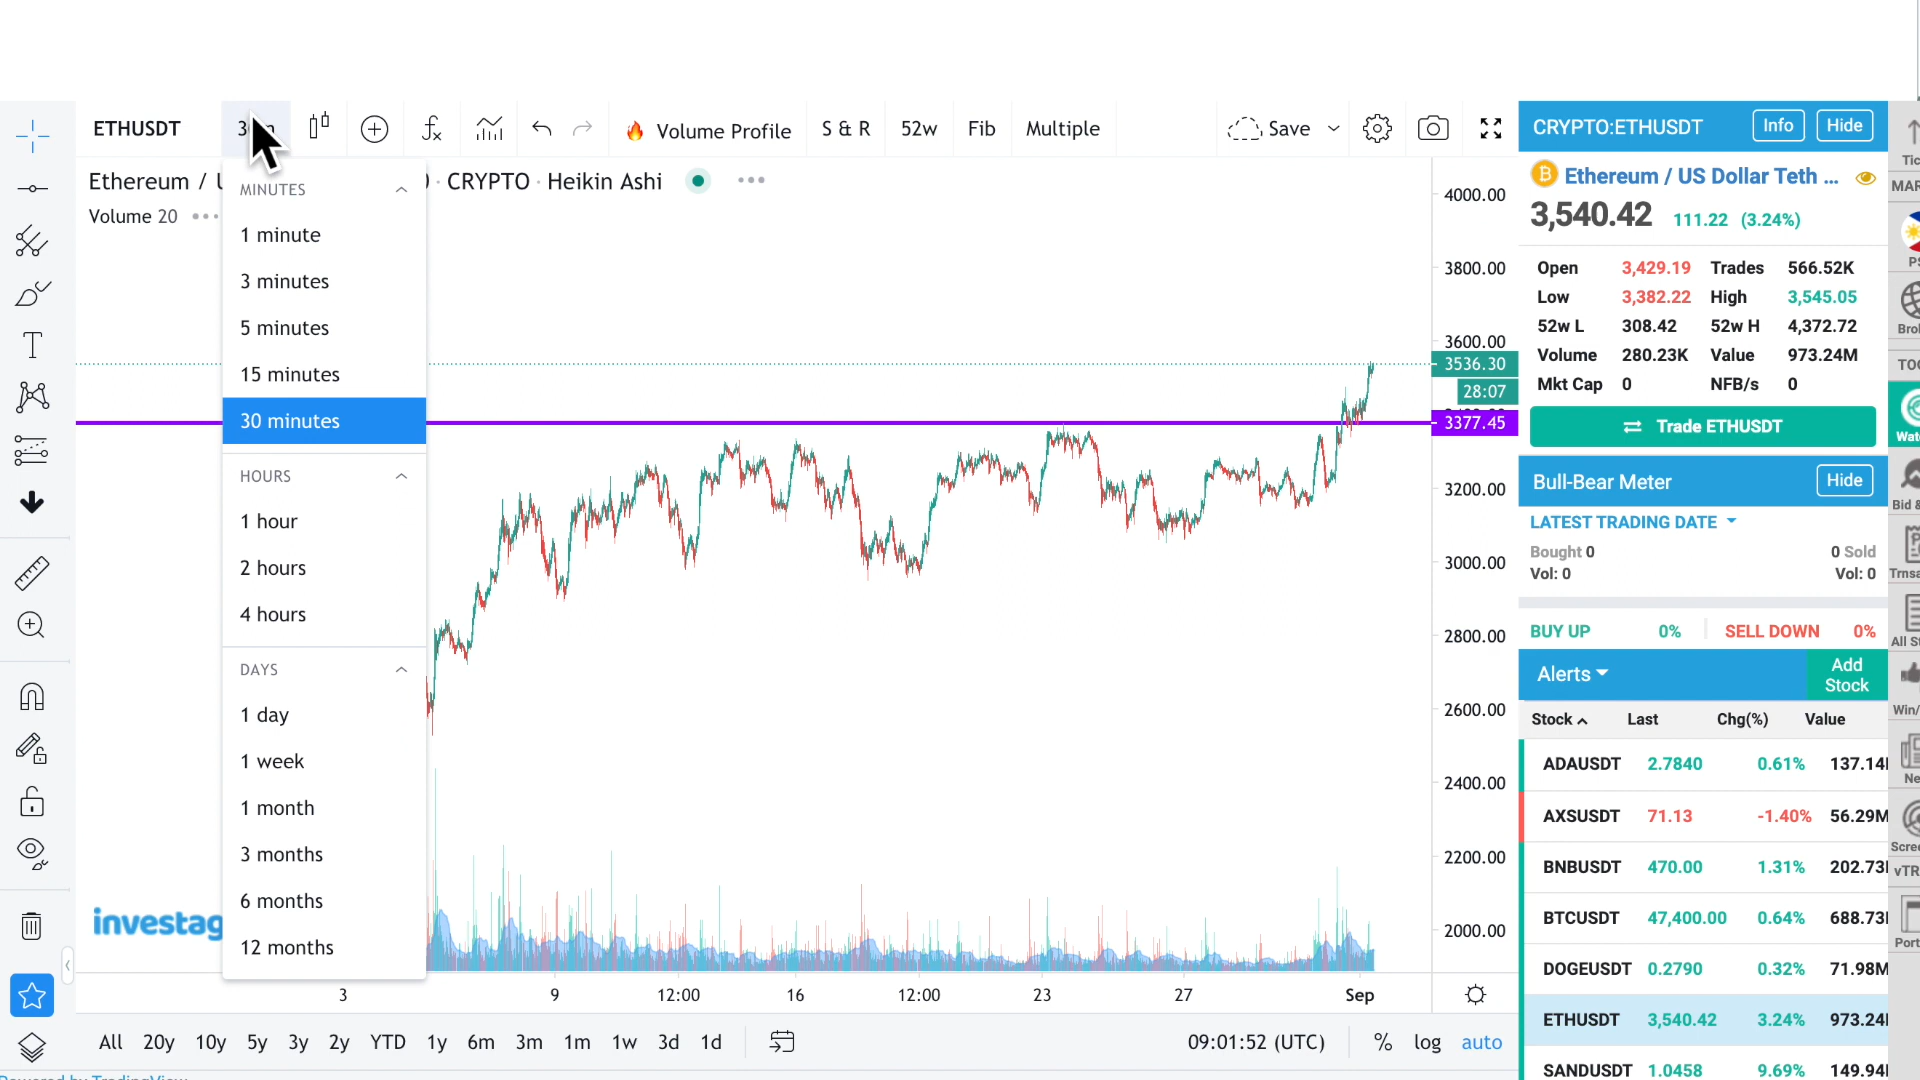 ETHUSDT
Volume Profile
S & R
52w
Fib
Multiple
Save
Ethereum /
CRYPTO · Heikin Ashi
Volume 20
MINUTES
1 minute
3 minutes
5 minutes
15 minutes
30 minutes
HOURS
1 hour
2 hours
4 hours
DAYS
1 day
1 week
1 month
3 months
6 months
12 months
investag
4000.00
3800.00
3600.00
3536.30
28:07
3377.45
3200.00
3000.00
2800.00
2600.00
2400.00
2200.00
2000.00
3 9 12:00 16 12:00 23 27 Sep
All 20y 10y 5y 3y 2y YTD 1y 6m 3m 1m 1w 3d 1d
09:01:52 (UTC) % log auto
CRYPTO:ETHUSDT Info Hide
Ethereum / US Dollar Teth ...
3,540.42 111.22 (3.24%)
Open 3,429.19 Trades 566.52K
Low 3,382.22 High 3,545.05
52w L 308.42 52w H 4,372.72
Volume 280.23K Value 973.24M
Mkt Cap 0 NFB/s 0
Trade ETHUSDT
Bull-Bear Meter Hide
LATEST TRADING DATE
Bought 0 0 Sold
Vol: 0 Vol: 0
BUY UP 0% SELL DOWN 0%
Alerts Add
Stock
Stock Last Chg(%) Value
ADAUSDT 2.7840 0.61% 137.14
AXSUSDT 71.13 -1.40% 56.29M
BNBUSDT 470.00 1.31% 202.73
BTCUSDT 47,400.00 0.64% 688.73
DOGEUSDT 0.2790 0.32% 71.98M
ETHUSDT 3,540.42 3.24% 973.24
SANDUSDT 1.0458 9.69% 149.94